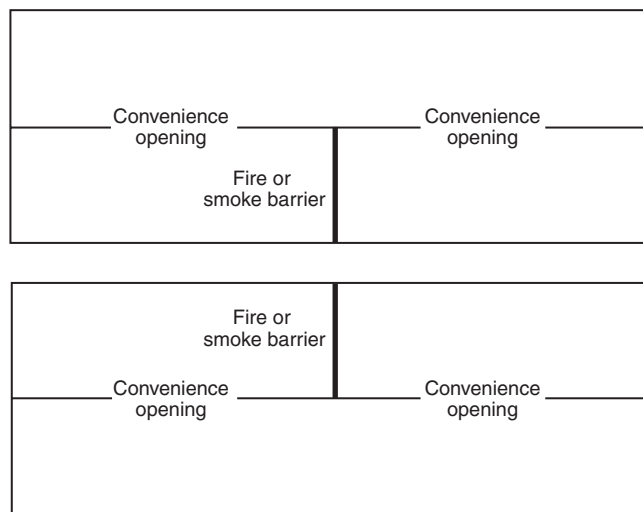 Convenience
opening
Convenience
opening
Fire or
smoke barrier
Fire or
smoke barrier
Convenience
opening
Convenience
opening